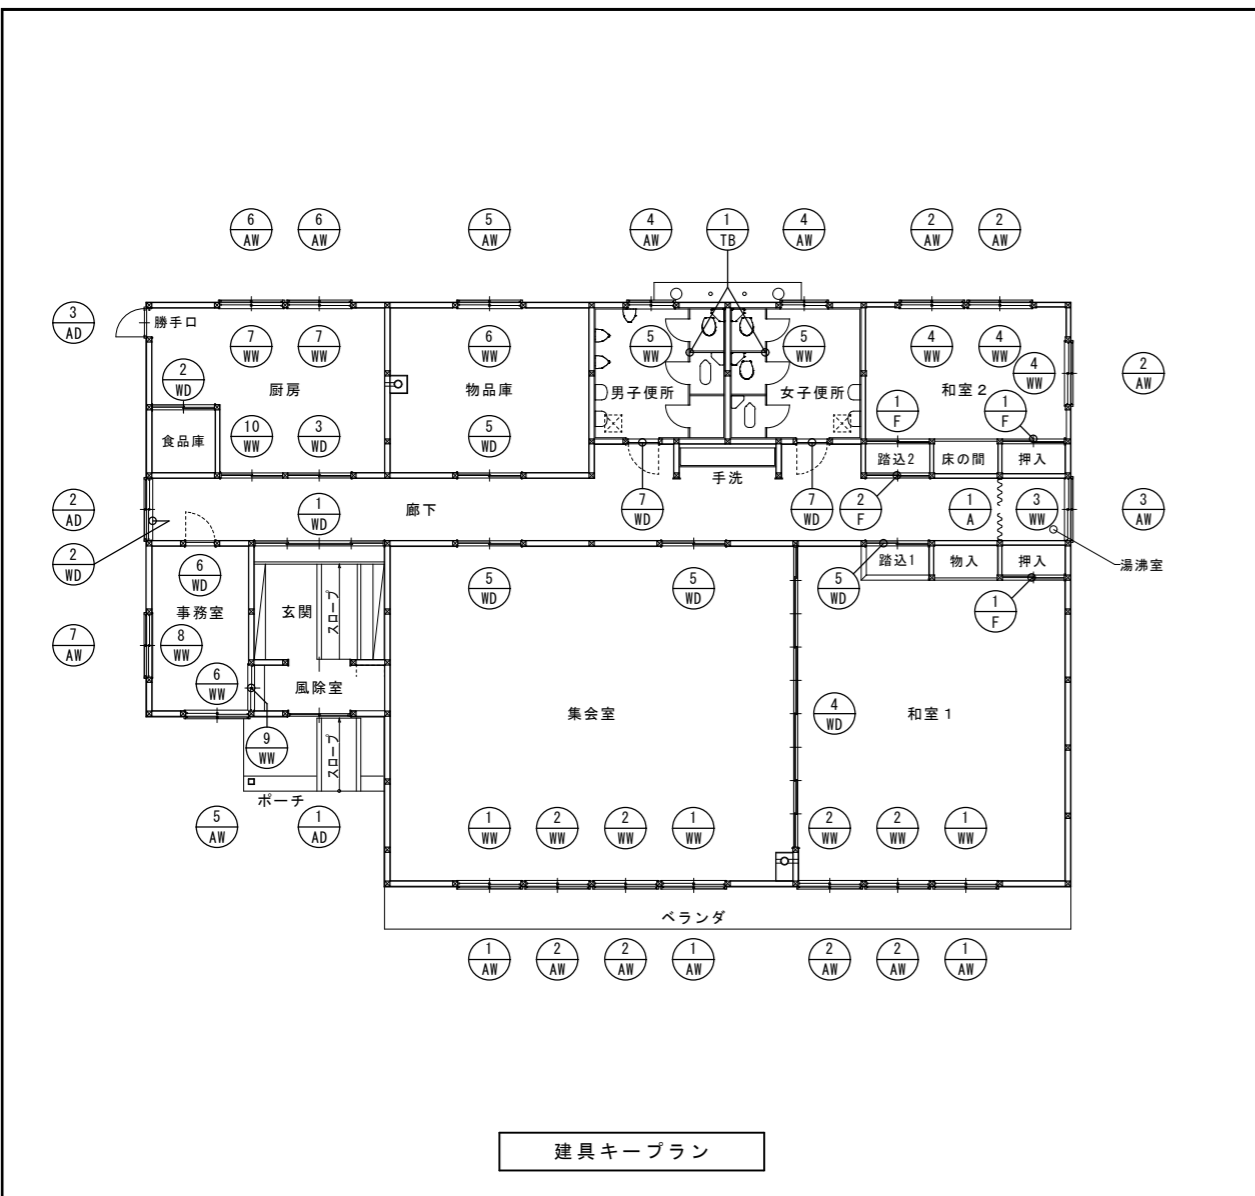 6 6 5 4 1 4 2 2
AW AW AW AW TB AW AW AW
3
AD
勝手口
7 7 6 5 5 4 4
WW WW WW WW WW WW WW
4
WW
2
AW
2
WD
厨房
物品庫
男子便所
女子便所
和室2
1 1
F F
食品庫
10 3 5
WW WD WD
踏込2
床の間
押入
手洗
2
AD
1
WD
廊下
7 7
WD WD
2
F
1
A
3
WW
3
AW
2
WD
湯沸室
踏込1
物入
押入
6
WD
5 5 5
WD WD WD
1
F
事務室
玄関
スロープ
7
AW
8
WW
6
WW
風除室
集会室
4
WD
和室1
9
WW
スロープ
ポーチ
5 1
AW AD
1 2 2 1 2 2 1
WW WW WW WW WW WW WW
ベランダ
1 2 2 1 2 2 1
AW AW AW AW AW AW AW
建具キープラン